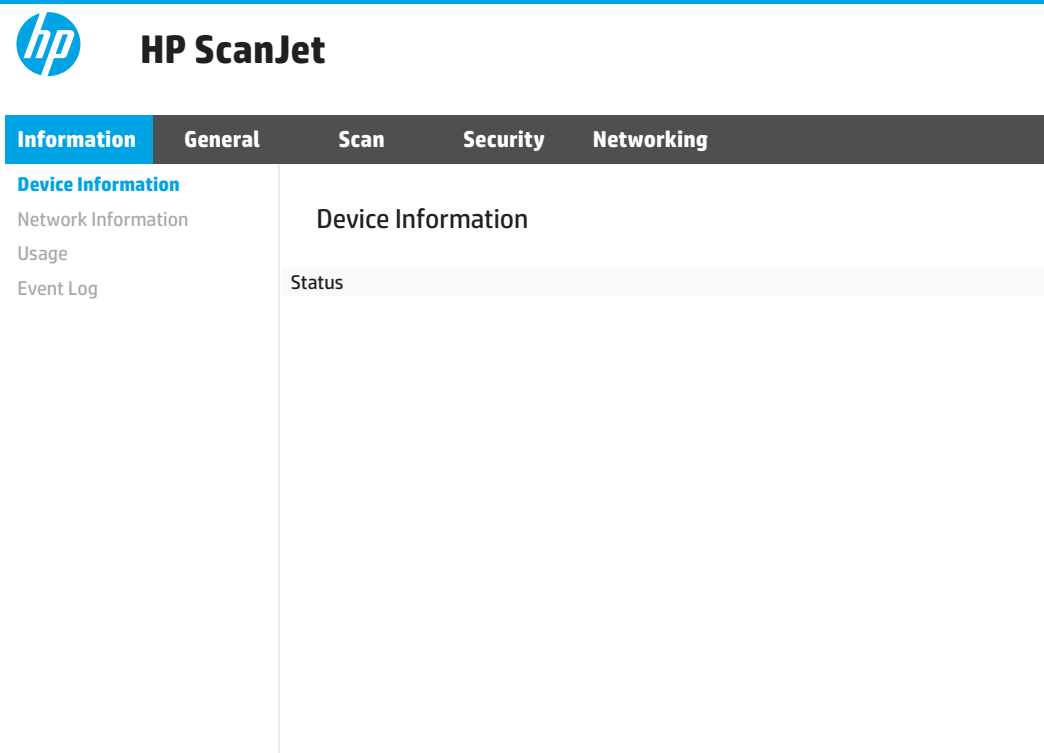 hp
HP ScanJet
Information General Scan Security Networking
Device Information
Network Information
Usage
Event Log
Device Information
Status